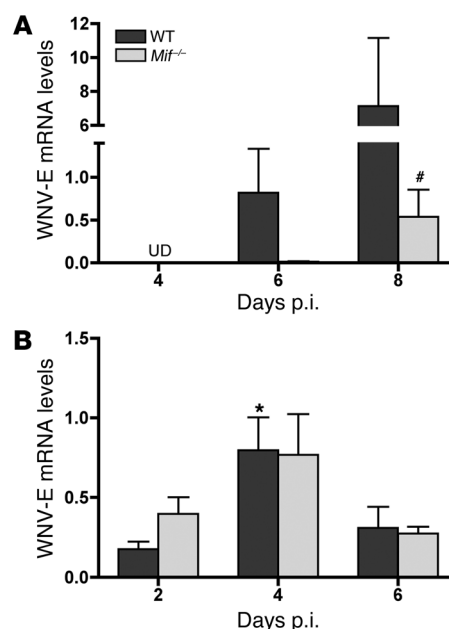 A
WT
Mif–/–
WNV-E mRNA levels
12
10
8
6
1.0
0.5
0.0
UD
#
4 6 8
Days p.i.
B
WNV-E mRNA levels
1.5
1.0
0.5
0.0
*
2 4 6
Days p.i.